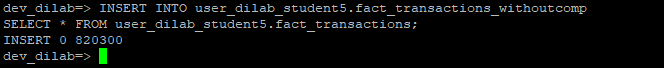 dev_dilab=> INSERT INTO user_dilab_student5.fact_transactions_withoutcomp
SELECT * FROM user_dilab_student5.fact_transactions;
INSERT 0 820300
dev_dilab=>